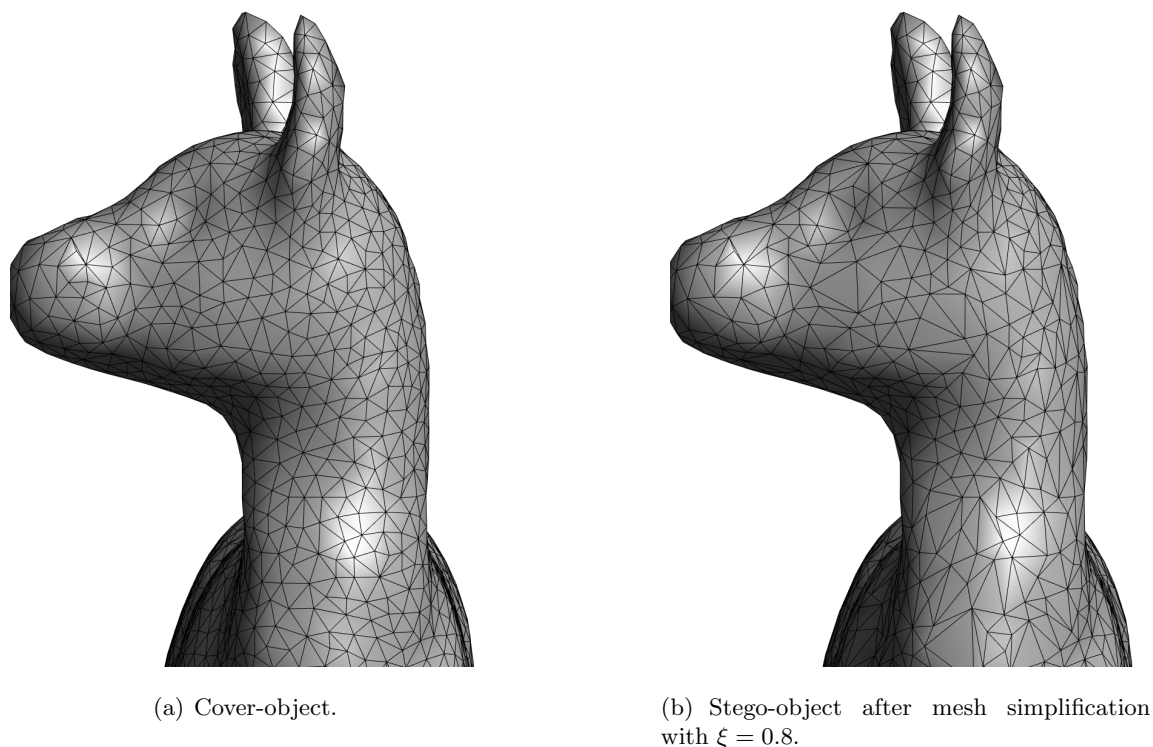 (a) Cover-object.
(b) Stego-object after mesh simplification
with ξ = 0.8.